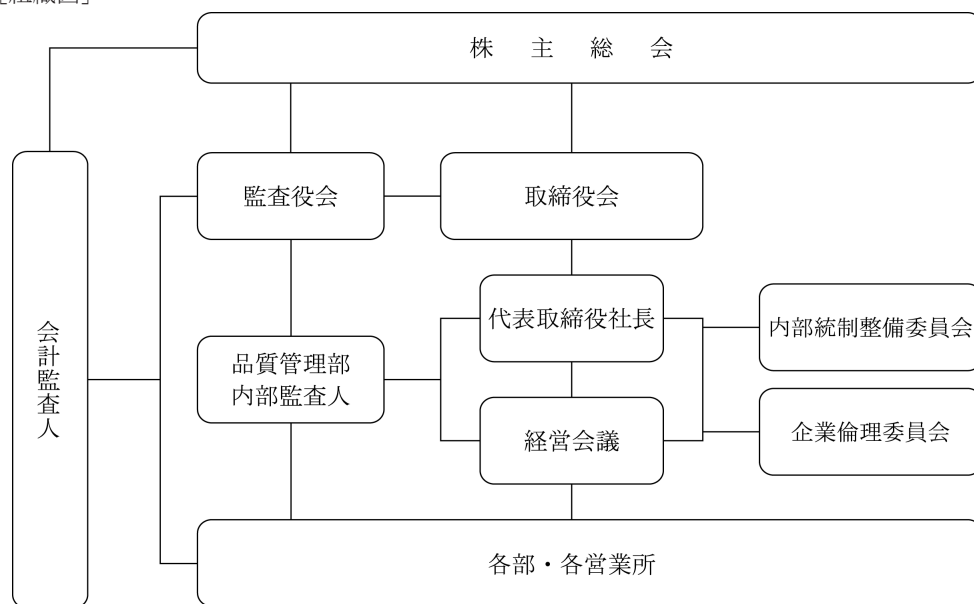 [組織図]
株主総会
監査役会
取締役会
代表取締役社長
内部統制整備委員会
会計監査人
品質管理部
内部監査人
経営会議
企業倫理委員会
各部・各営業所